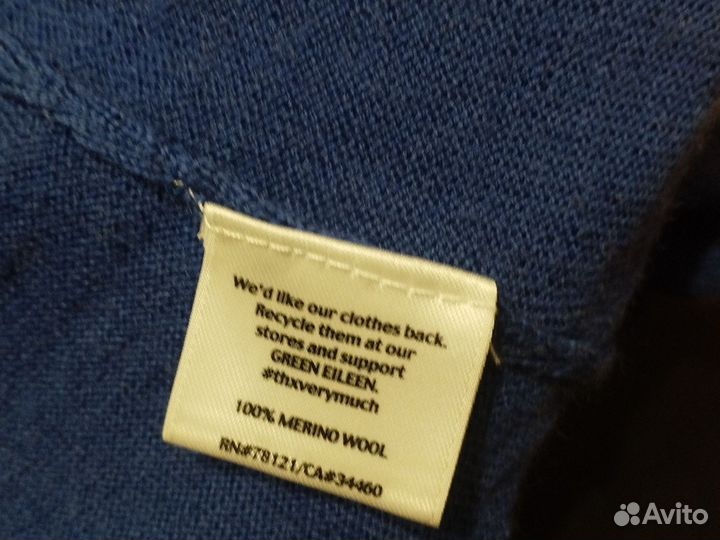 We'd like our clothes back.
Recycle them at our
stores and support
GREEN EILEEN.
#thxverymuch
100% MERINO WOOL
RN#78121/CA#34460
Avito